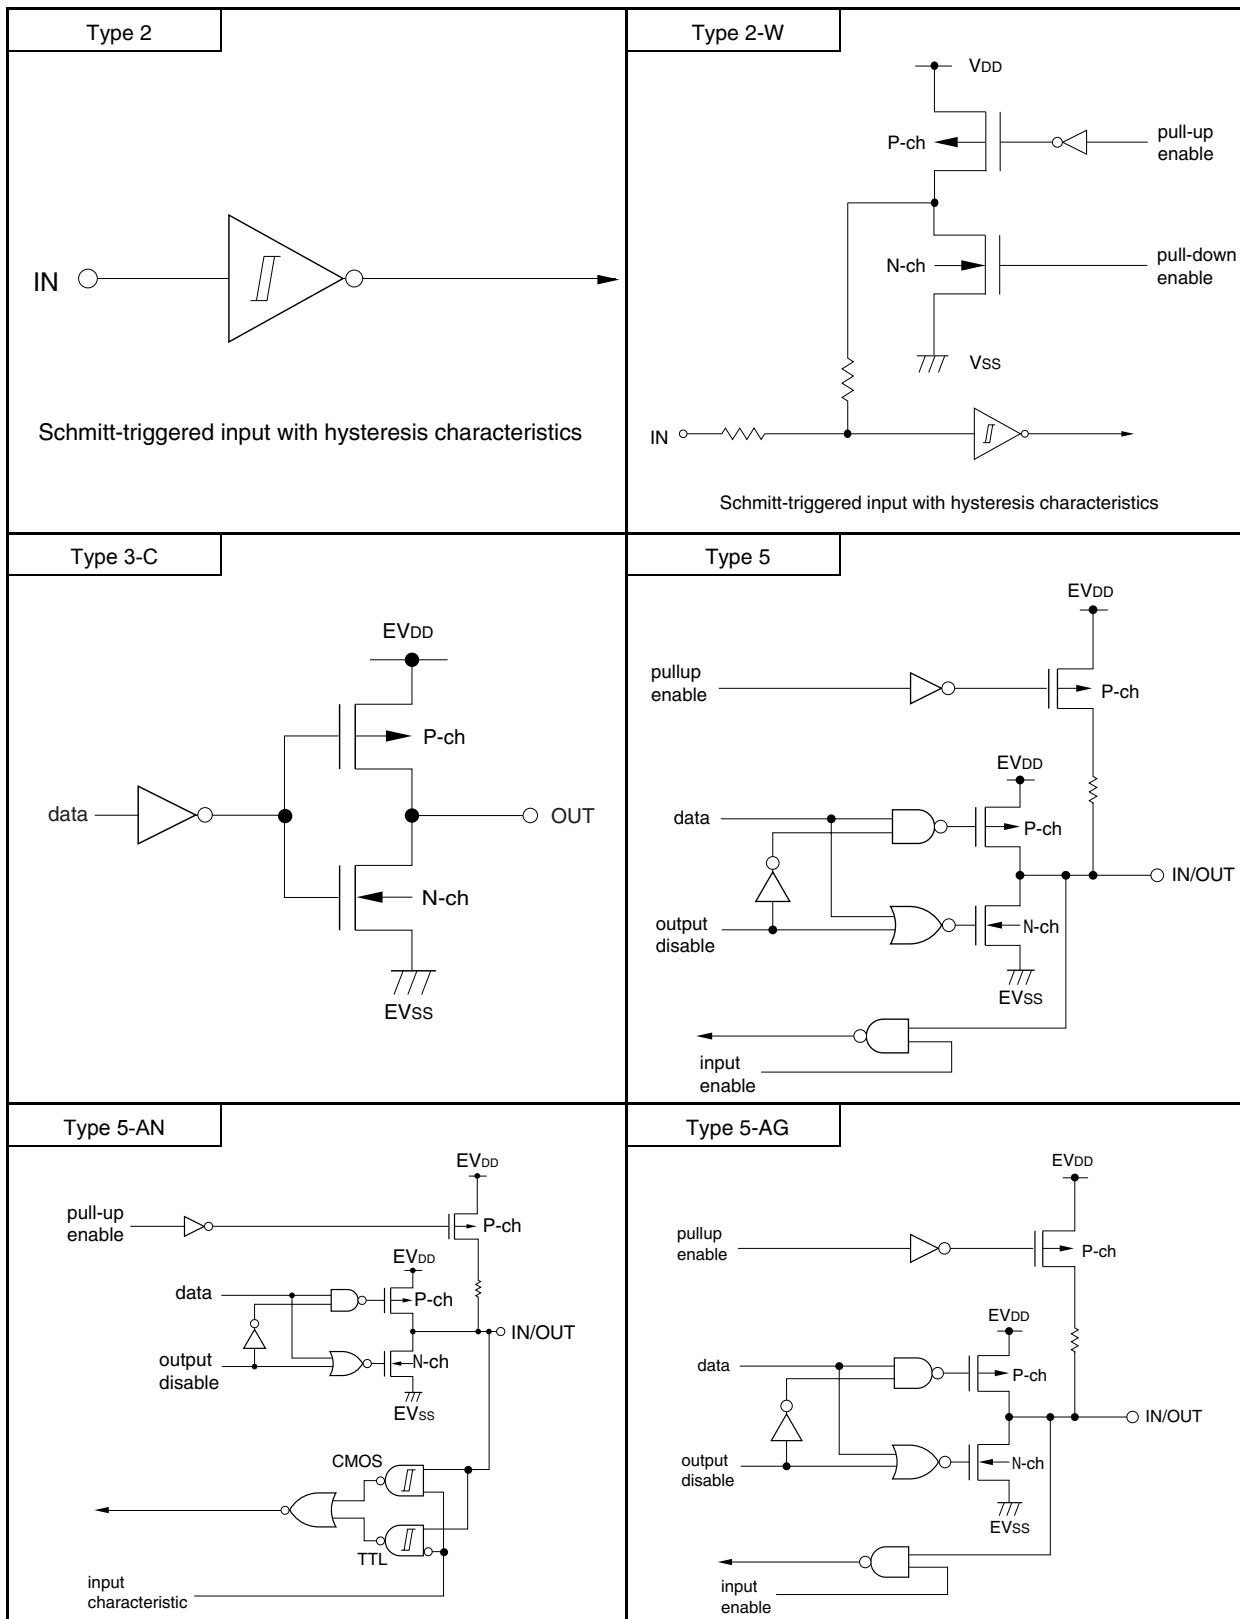 Type 2
IN
Schmitt-triggered input with hysteresis characteristics
Type 2-W
VDD
P-ch
pull-up
enable
N-ch
pull-down
enable
VSS
IN
Schmitt-triggered input with hysteresis characteristics
Type 3-C
EVDD
P-ch
data
OUT
N-ch
EVSS
Type 5
EVDD
pullup
enable
P-ch
EVDD
data
P-ch
IN/OUT
output
disable
N-ch
EVSS
input
enable
Type 5-AN
EVDD
pull-up
enable
P-ch
EVDD
data
P-ch
IN/OUT
output
disable
N-ch
EVSS
CMOS
TTL
input
characteristic
Type 5-AG
EVDD
pullup
enable
P-ch
EVDD
data
P-ch
IN/OUT
output
disable
N-ch
EVSS
input
enable